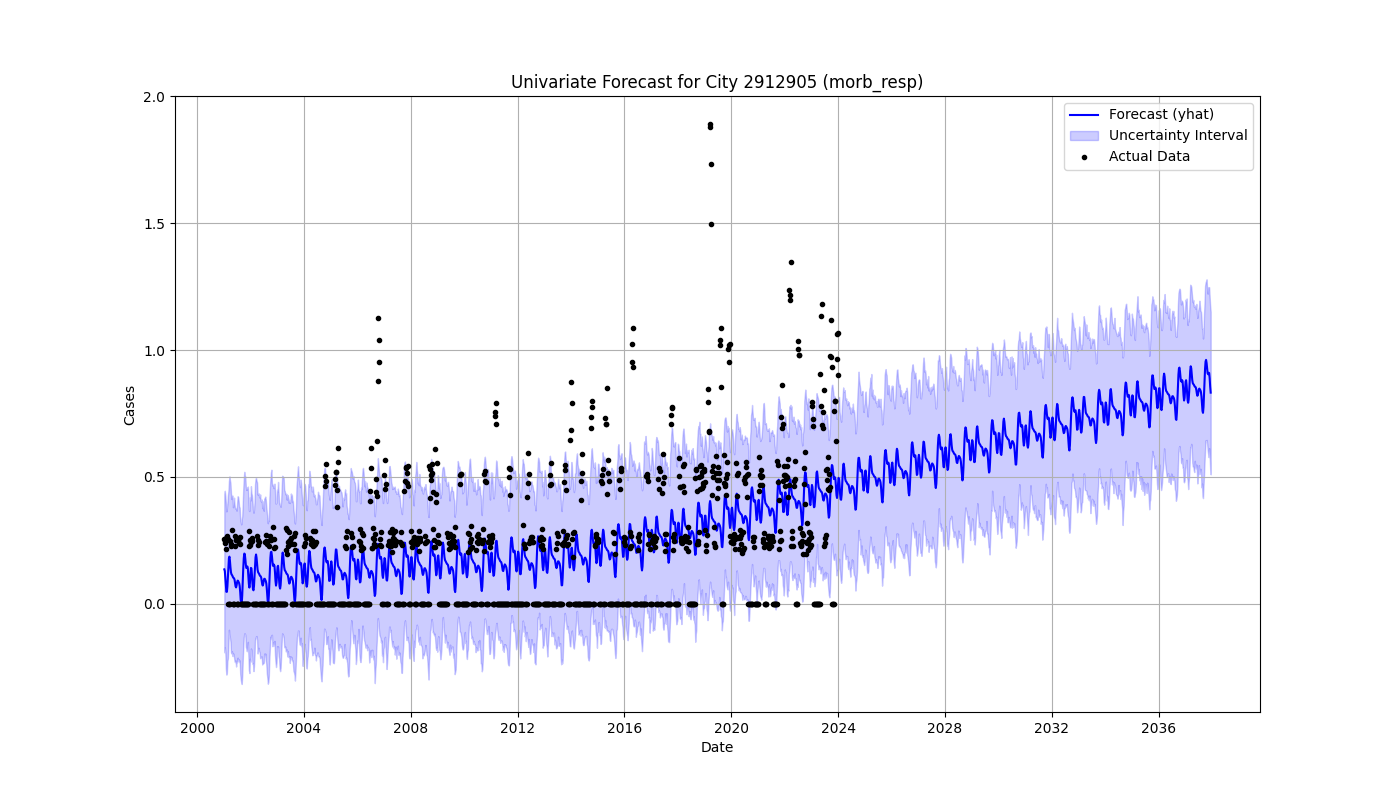 Univariate Forecast for City 2912905 (morb_resp)
Forecast (yhat)
Uncertainty Interval
Actual Data
Cases
2.0
1.5
1.0
0.5
0.0
2000 2004 2008 2012 2016 2020 2024 2028 2032 2036
Date